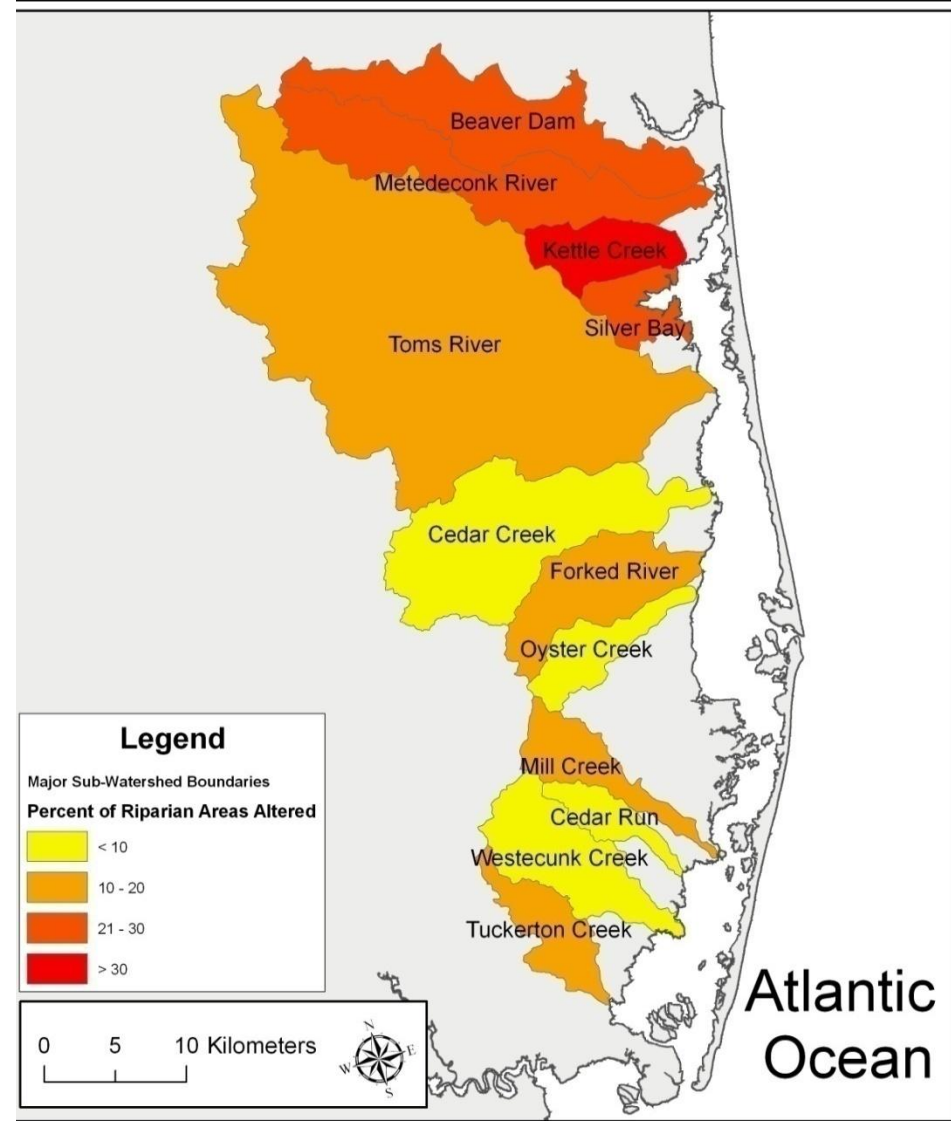 Beaver Dam
Metedeconk River
Kettle Creek
Silver Bay
Toms River
Cedar Creek
Forked River
Oyster Creek
Mill Creek
Cedar Run
Westecunk Creek
Tuckerton Creek
Legend
Major Sub-Watershed Boundaries
Percent of Riparian Areas Altered
< 10
10 - 20
21 - 30
> 30
0 5 10 Kilometers
N
W E
S
Atlantic
Ocean